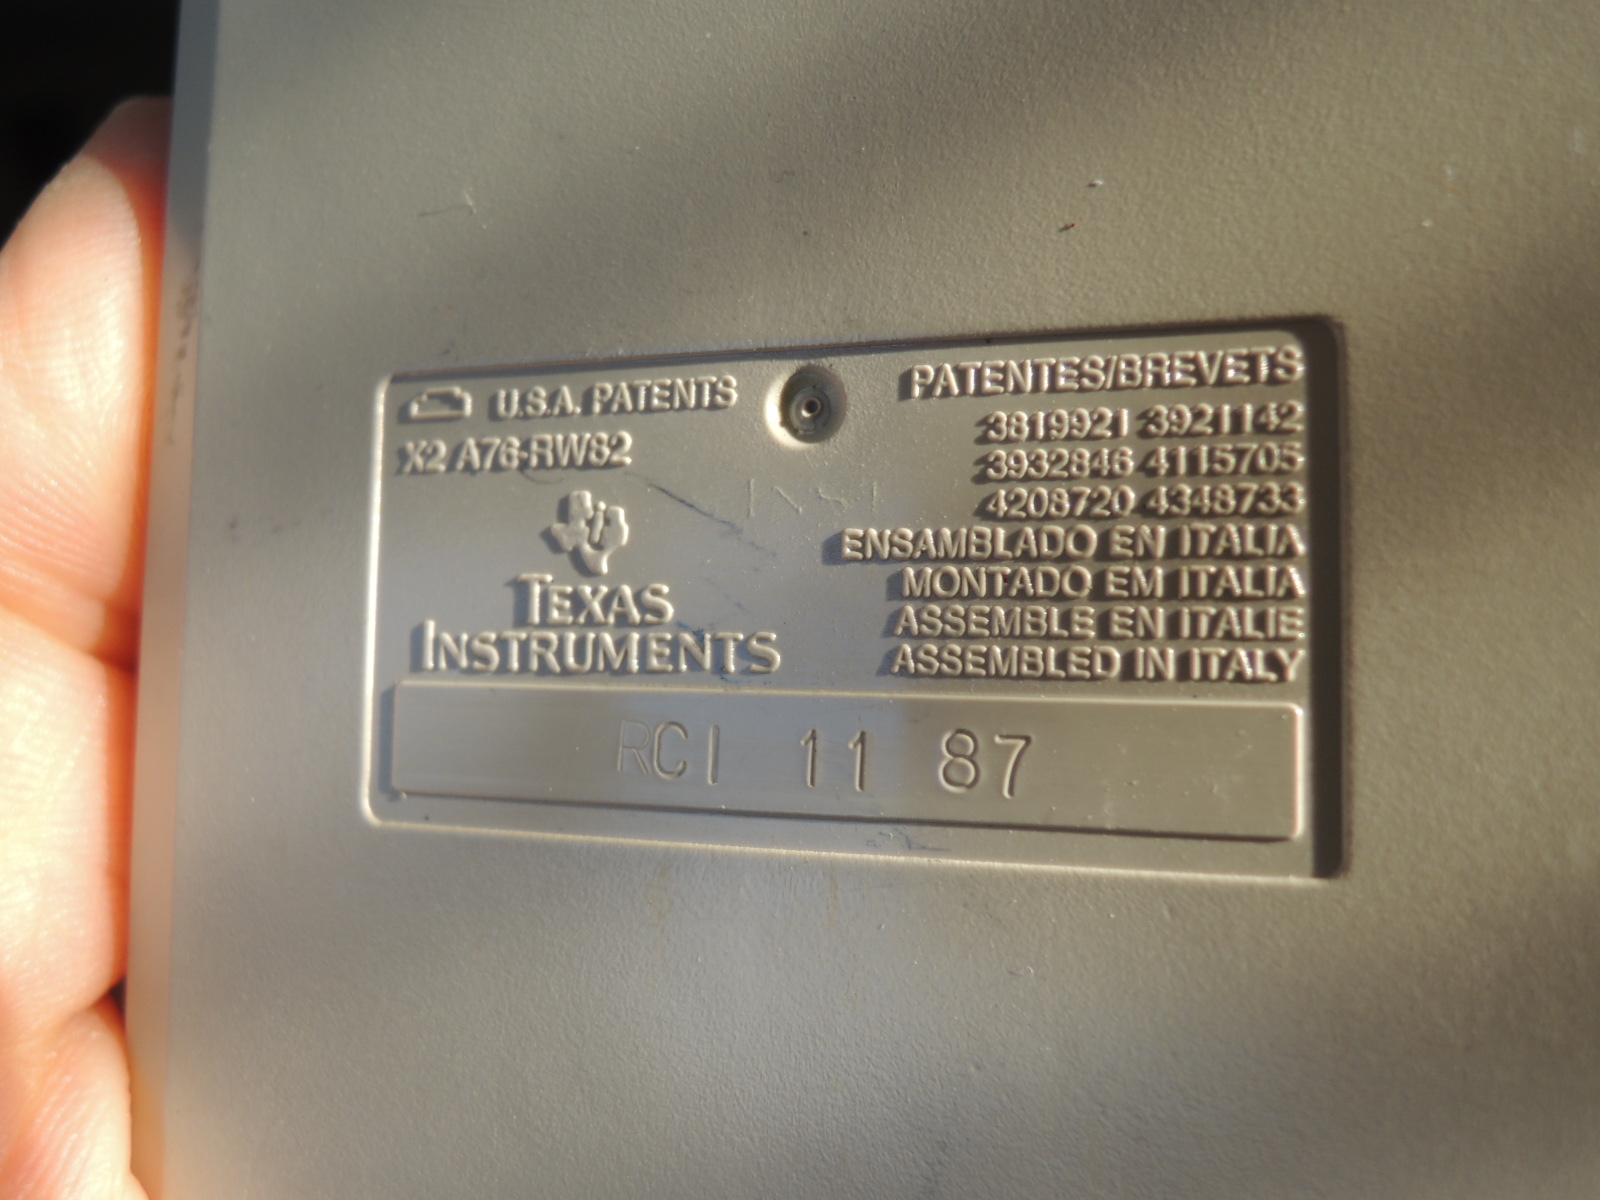 U.S.A. PATENTS
X2 A76-RW82
TEXAS
INSTRUMENTS
PATENTES/BREVETS
3819921 3921142
3932846 4115705
4208720 4348733
ENSAMBLADO EN ITALIA
MONTADO EM ITALIA
ASSEMBLE EN ITALIE
ASSEMBLED IN ITALY
RCI 11 87